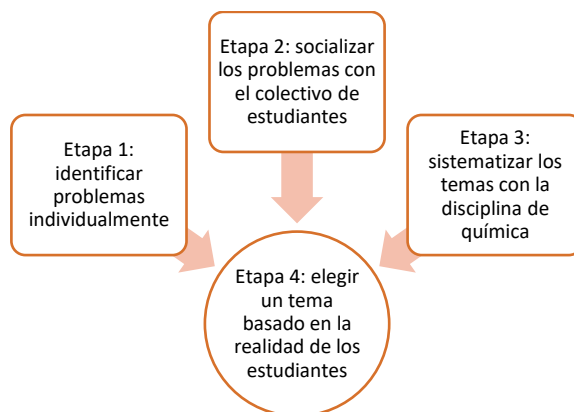 Etapa 1:
identificar
problemas
individualmente
Etapa 2: socializar
los problemas con
el colectivo de
estudiantes
Etapa 3:
sistematizar los
temas con la
disciplina de
química
Etapa 4: elegir
un tema
basado en la
realidad de los
estudiantes